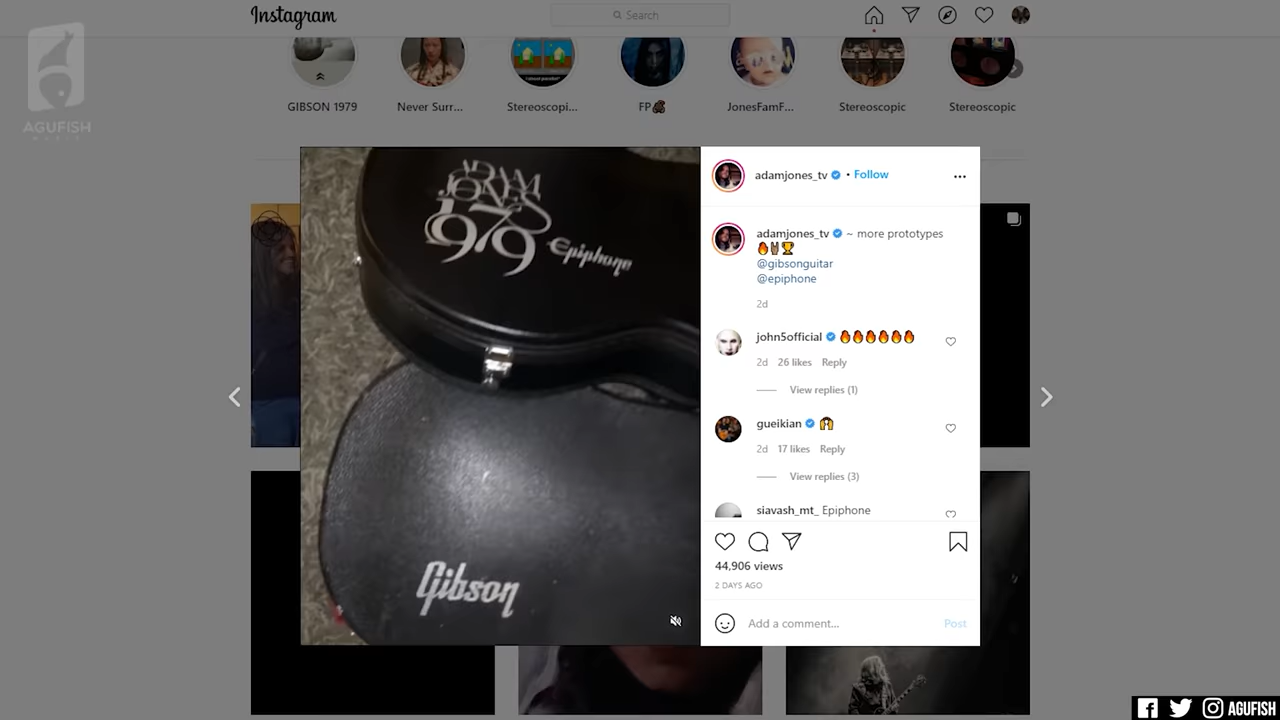 Instagram
Search
AGUFISH
MUSIC
GIBSON 1979
Never Surr...
Stereoscopi...
FP
JonesFamF...
Stereoscopic
Stereoscopic
ADAM
JONES
1979
Epiphone
Gibson
adamjones_tv • Follow
adamjones_tv ~ more prototypes
🔥🤘🏽🏆
@gibsonguitar
@epiphone
2d
john5official 🔥🔥🔥🔥🔥🔥
2d 26 likes Reply
View replies (1)
gueikian 🙌
2d 17 likes Reply
View replies (3)
siavash_mt_ Epiphone
44,906 views
2 DAYS AGO
Add a comment...
Post
AGUFISH